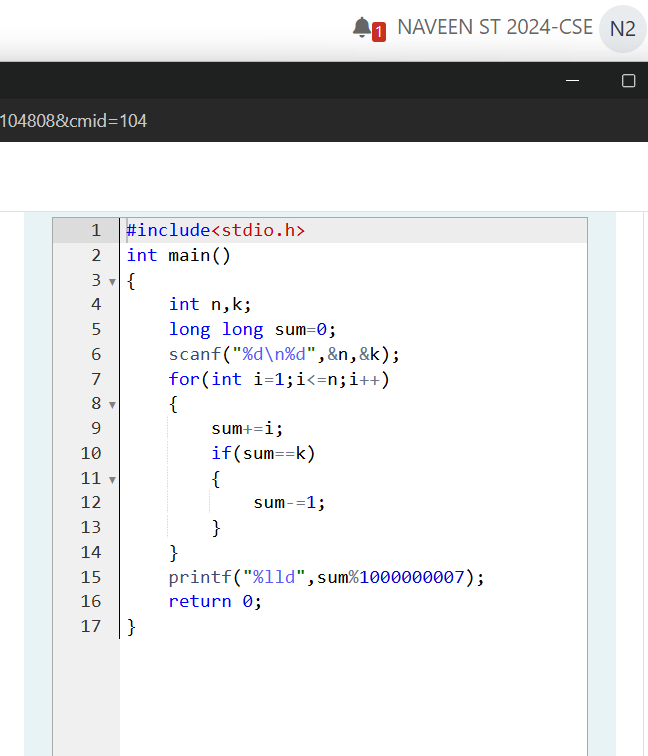 1 NAVEEN ST 2024-CSE N2
104808&cmid=104
1 #include<stdio.h>
2 int main()
3 {
4     int n,k;
5     long long sum=0;
6     scanf("%d\n%d",&n,&k);
7     for(int i=1;i<=n;i++)
8     {
9         sum+=i;
10         if(sum==k)
11         {
12             sum-=1;
13         }
14     }
15     printf("%lld",sum%1000000007);
16     return 0;
17 }